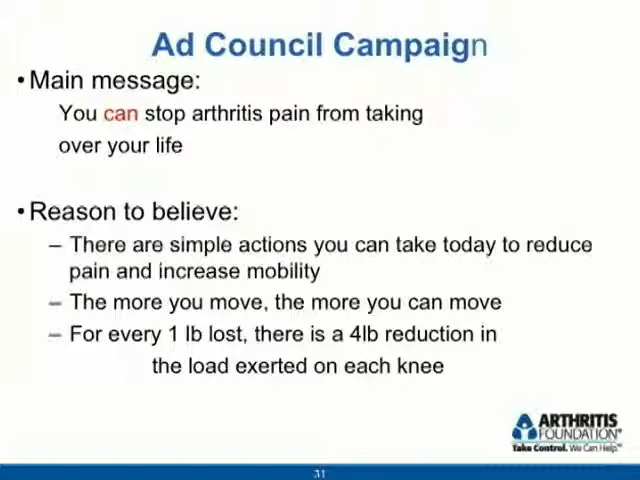 Ad Council Campaign
• Main message:
You can stop arthritis pain from taking
over your life
• Reason to believe:
– There are simple actions you can take today to reduce
pain and increase mobility
– The more you move, the more you can move
– For every 1 lb lost, there is a 4lb reduction in
the load exerted on each knee
ARTHRITIS
FOUNDATION®
Take Control. We Can Help.™
31